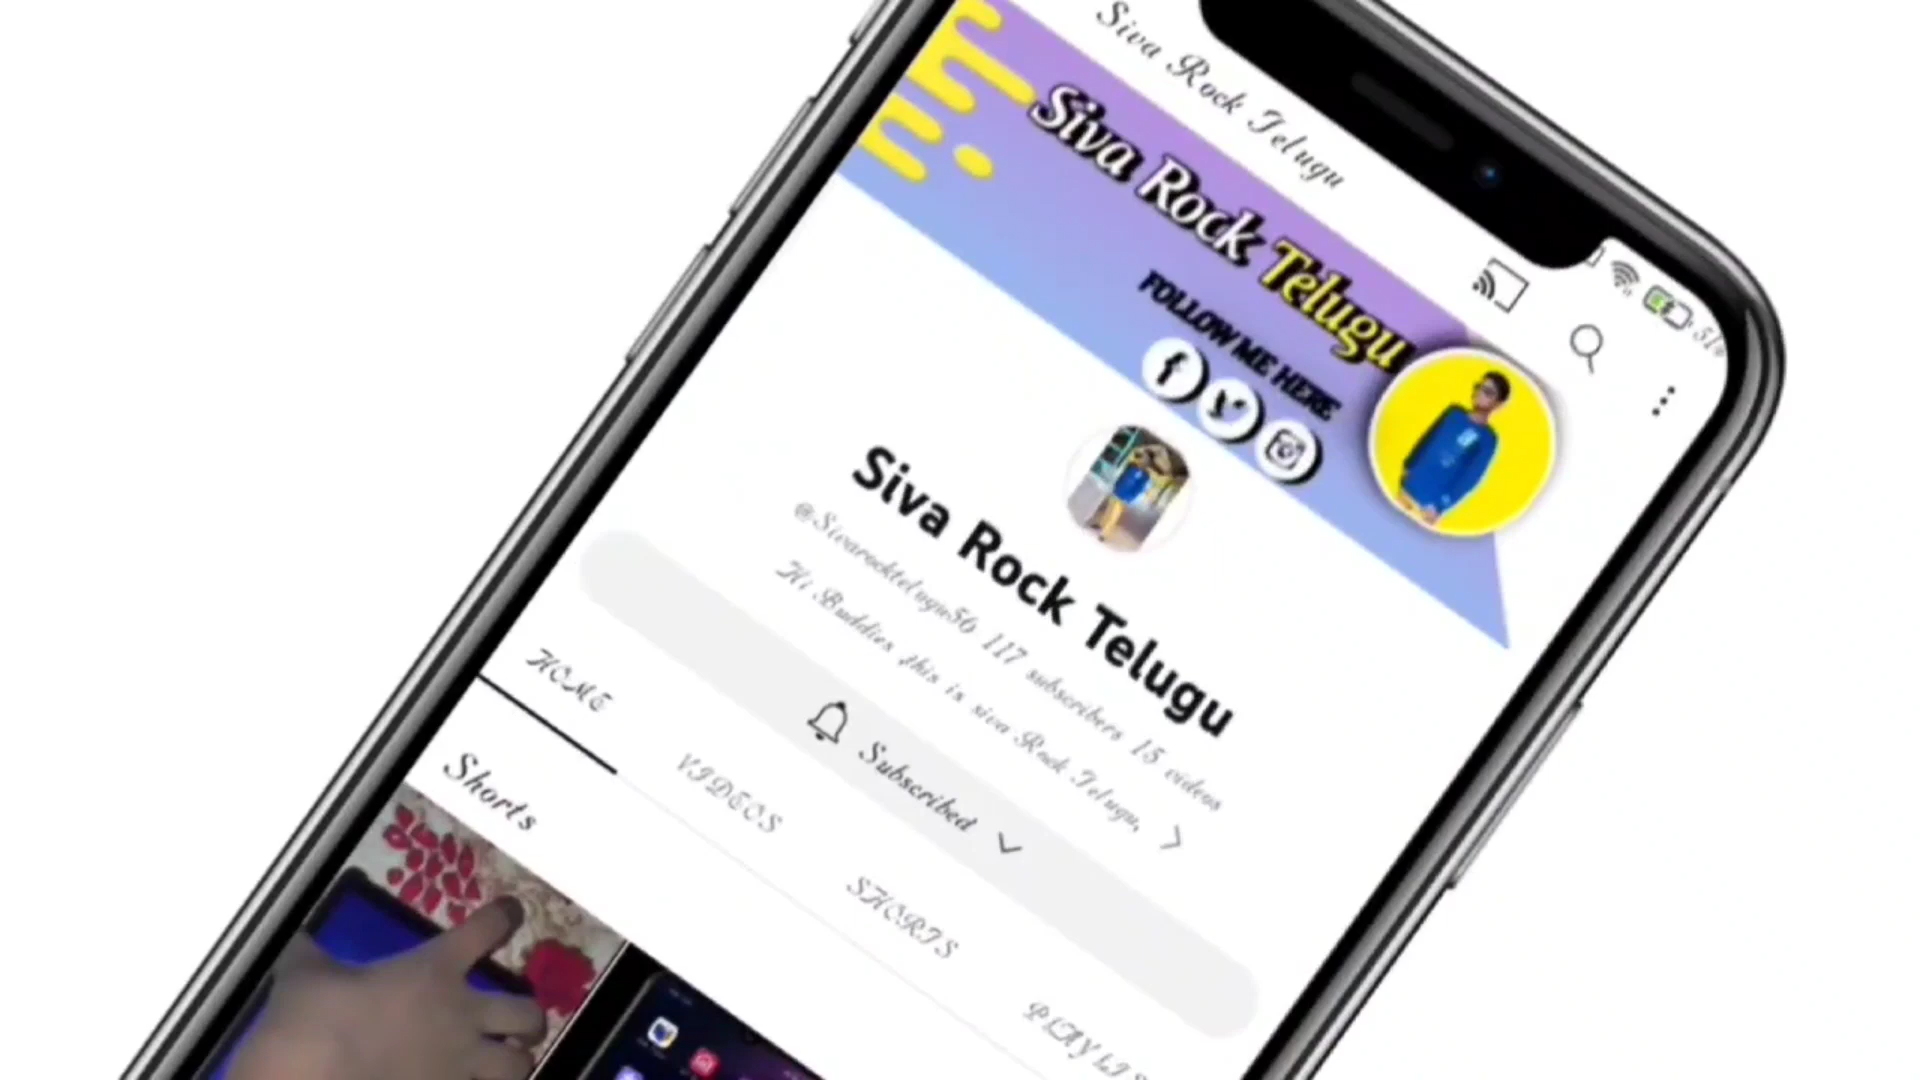 Siva Rock Telugu
51%
Siva Rock Telugu
FOLLOW ME HERE
Siva Rock Telugu
@Sivarocktelugu56 117 subscribers 15 videos
Hi Buddies this is siva Rock Telugu,
Subscribed
HOME
VIDEOS
SHORTS
PLAYLIS
Shorts